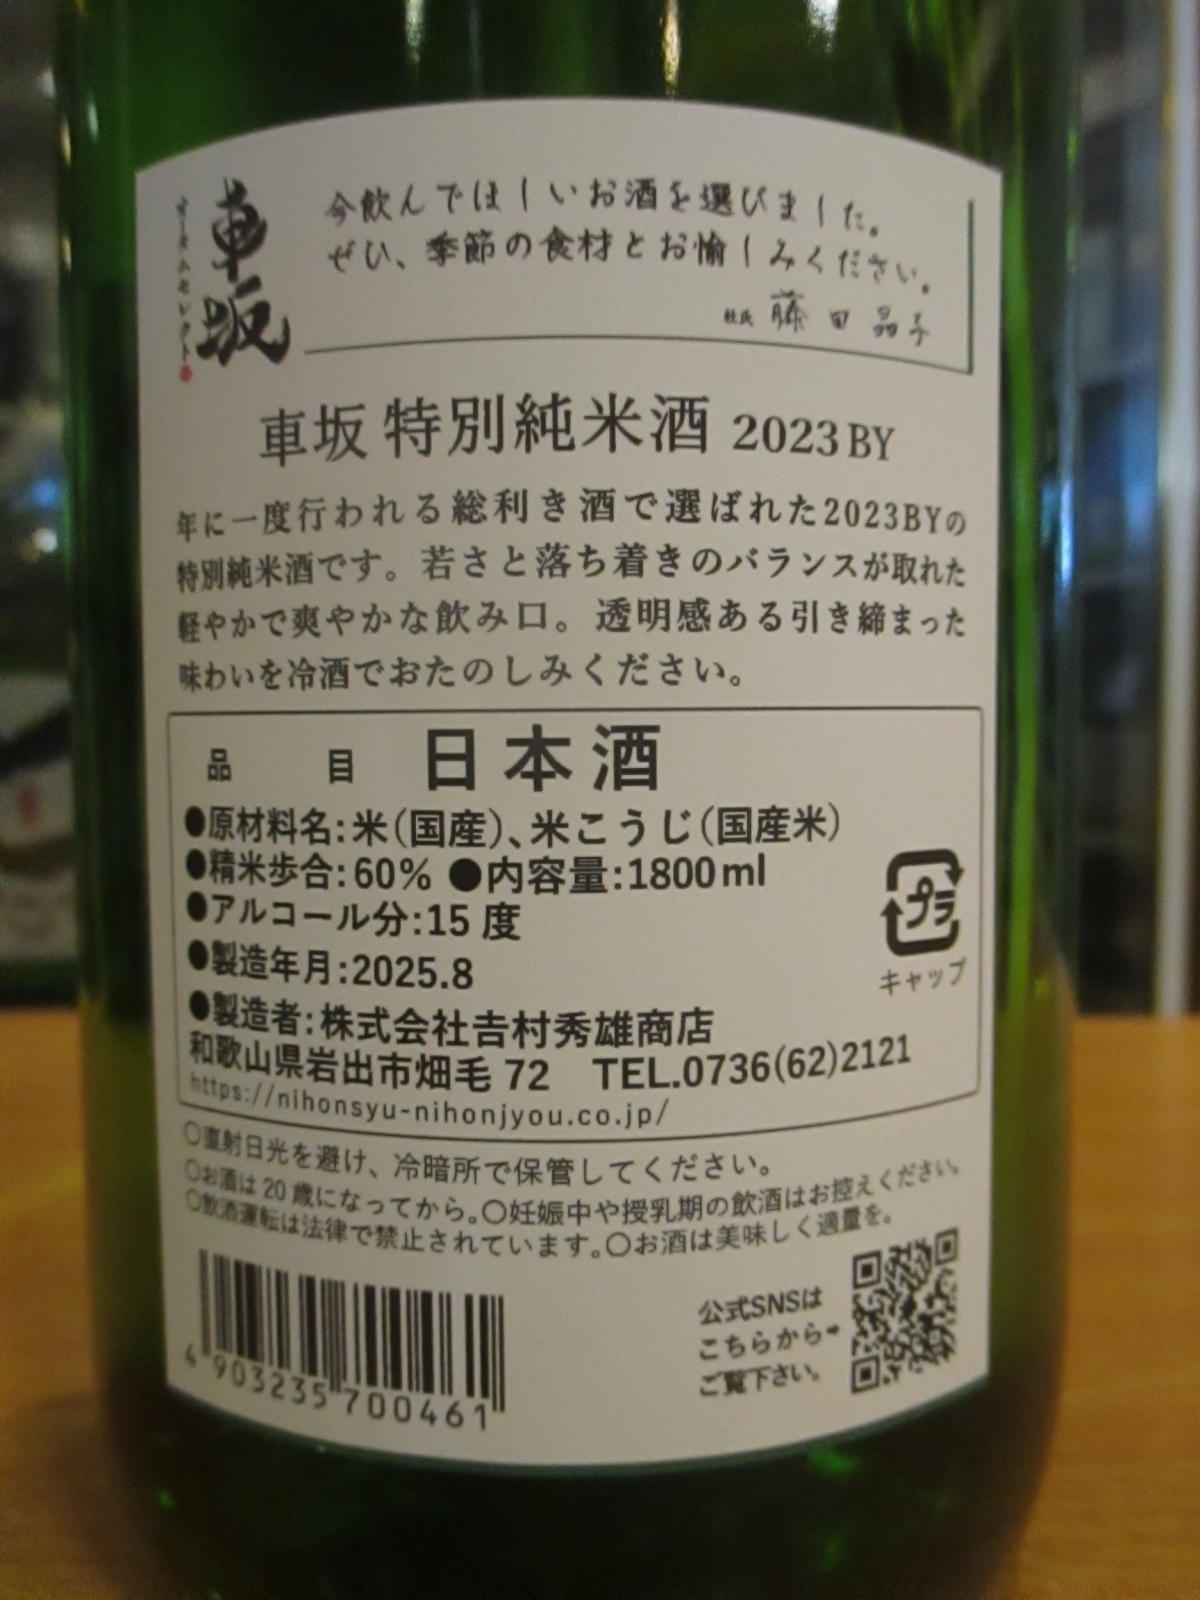 車坂
オータムセレクト
今飲んでほしいお酒を選びました。
ぜひ、季節の食材とお愉しみください。
杜氏 藤田晶子
車坂 特別純米酒 2023BY
年に一度行われる総利き酒で選ばれた2023BYの
特別純米酒です。若さと落ち着きのバランスが取れた
軽やかで爽やかな飲み口。透明感ある引き締まった
味わいを冷酒でおたのしみください。
品目 日本酒
●原材料名:米(国産)、米こうじ(国産米)
●精米歩合:60% ●内容量:1800ml
●アルコール分:15度
●製造年月:2025.8
●製造者:株式会社吉村秀雄商店
和歌山県岩出市畑毛72 TEL.0736(62)2121
https://nihonsyu-nihonjyou.co.jp/
プラ
キャップ
○直射日光を避け、冷暗所で保管してください。
○お酒は20歳になってから。○妊娠中や授乳期の飲酒はお控えください。
○飲酒運転は法律で禁止されています。○お酒は美味しく適量を。
公式SNSは
こちらから➡
ご覧下さい。
4 903235 700461